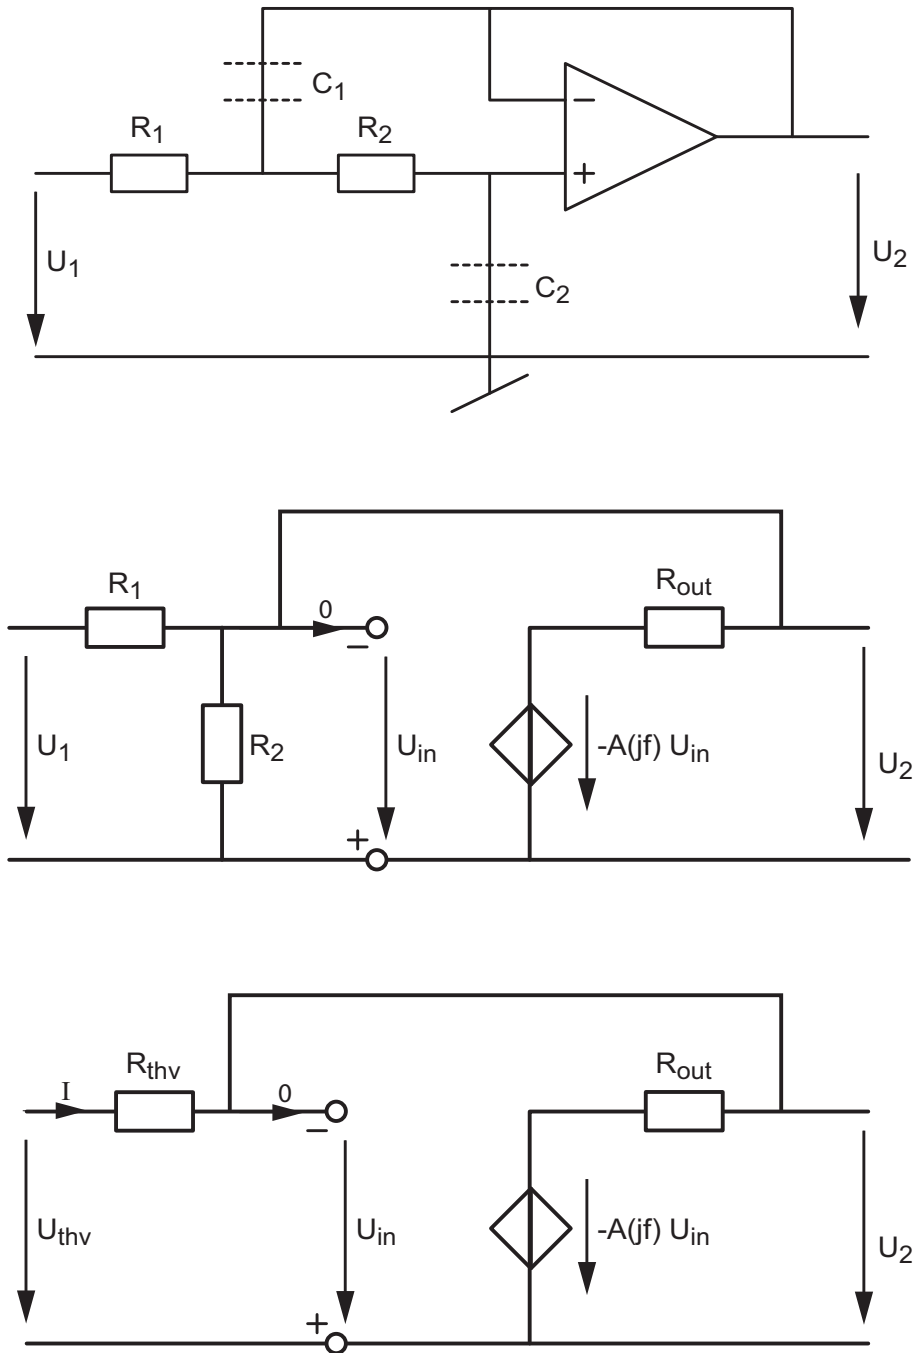 C1
R1 R2
−
+
U1 U2
C2
R1 Rout
0
−
U1 R2 Uin -A(jf) Uin U2
+
Rthv Rout
I 0
−
Uthv Uin -A(jf) Uin U2
+